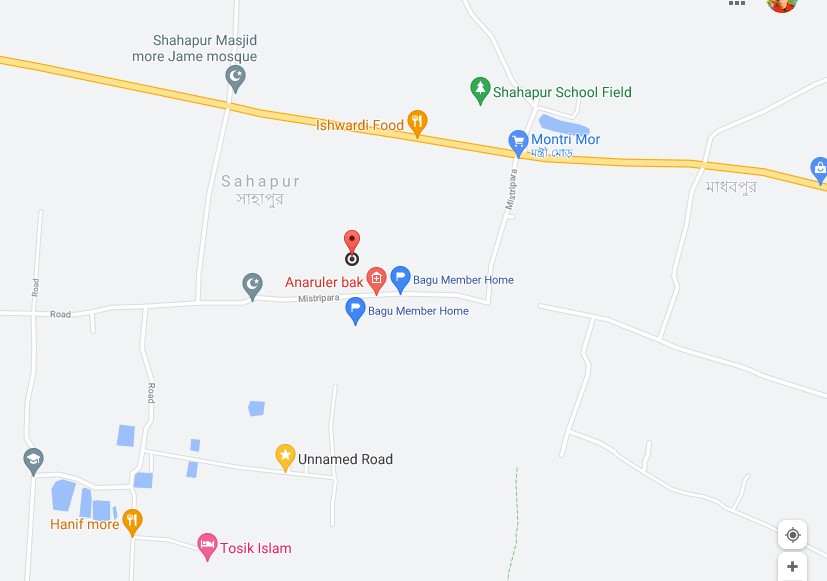 Shahapur Masjid
more Jame mosque
Shahapur School Field
Ishwardi Food
Montri Mor
মন্ত্রী মোড়
Sahapur
সাহাপুর
Mistripara
মাধবপুর
Anaruler bak
Bagu Member Home
Mistripara
Bagu Member Home
Road
Road
Road
Unnamed Road
Hanif more
Tosik Islam